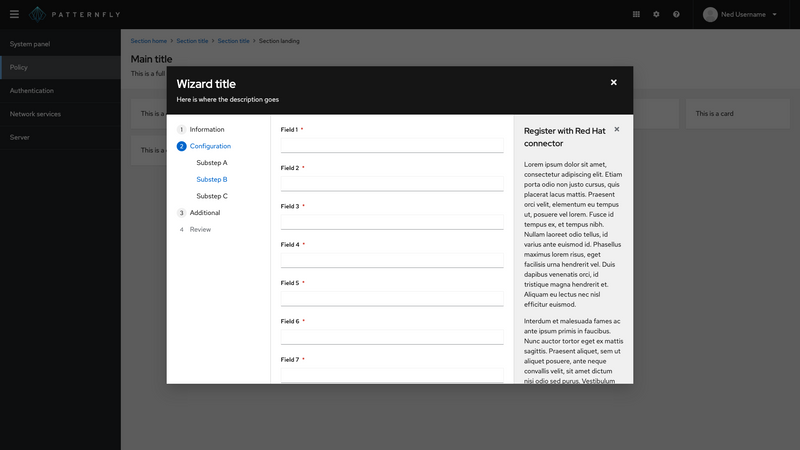 PATTERNFLY
Ned Username
System panel
Policy
Authentication
Network services
Server
Section home > Section title > Section title > Section landing
Main title
This is a full
This is a
This is a card
This is a
Wizard title
Here is where the description goes
1 Information
2 Configuration
Substep A
Substep B
Substep C
3 Additional
4 Review
Field 1 *
Field 2 *
Field 3 *
Field 4 *
Field 5 *
Field 6 *
Field 7 *
Register with Red Hat
connector
Lorem ipsum dolor sit amet,
consectetur adipiscing elit. Etiam
porta odio non justo cursus, quis
placerat lacus mattis. Praesent
orci velit, elementum eu tempus
ut, posuere vel lorem. Fusce id
tempus ex, et tempus nibh.
Nullam laoreet odio tellus, id
varius ante euismod id. Phasellus
maximus lorem risus, eget
facilisis urna hendrerit vel. Duis
dapibus venenatis orci, id
tristique magna hendrerit et.
Aliquam eu lectus nec nisl
efficitur euismod.
Interdum et malesuada fames ac
ante ipsum primis in faucibus.
Nunc auctor tortor eget ex mattis
sagittis. Praesent aliquet, sem ut
aliquet posuere, ante neque
convallis velit, sit amet dictum
nisi odio sed purus. Vestibulum